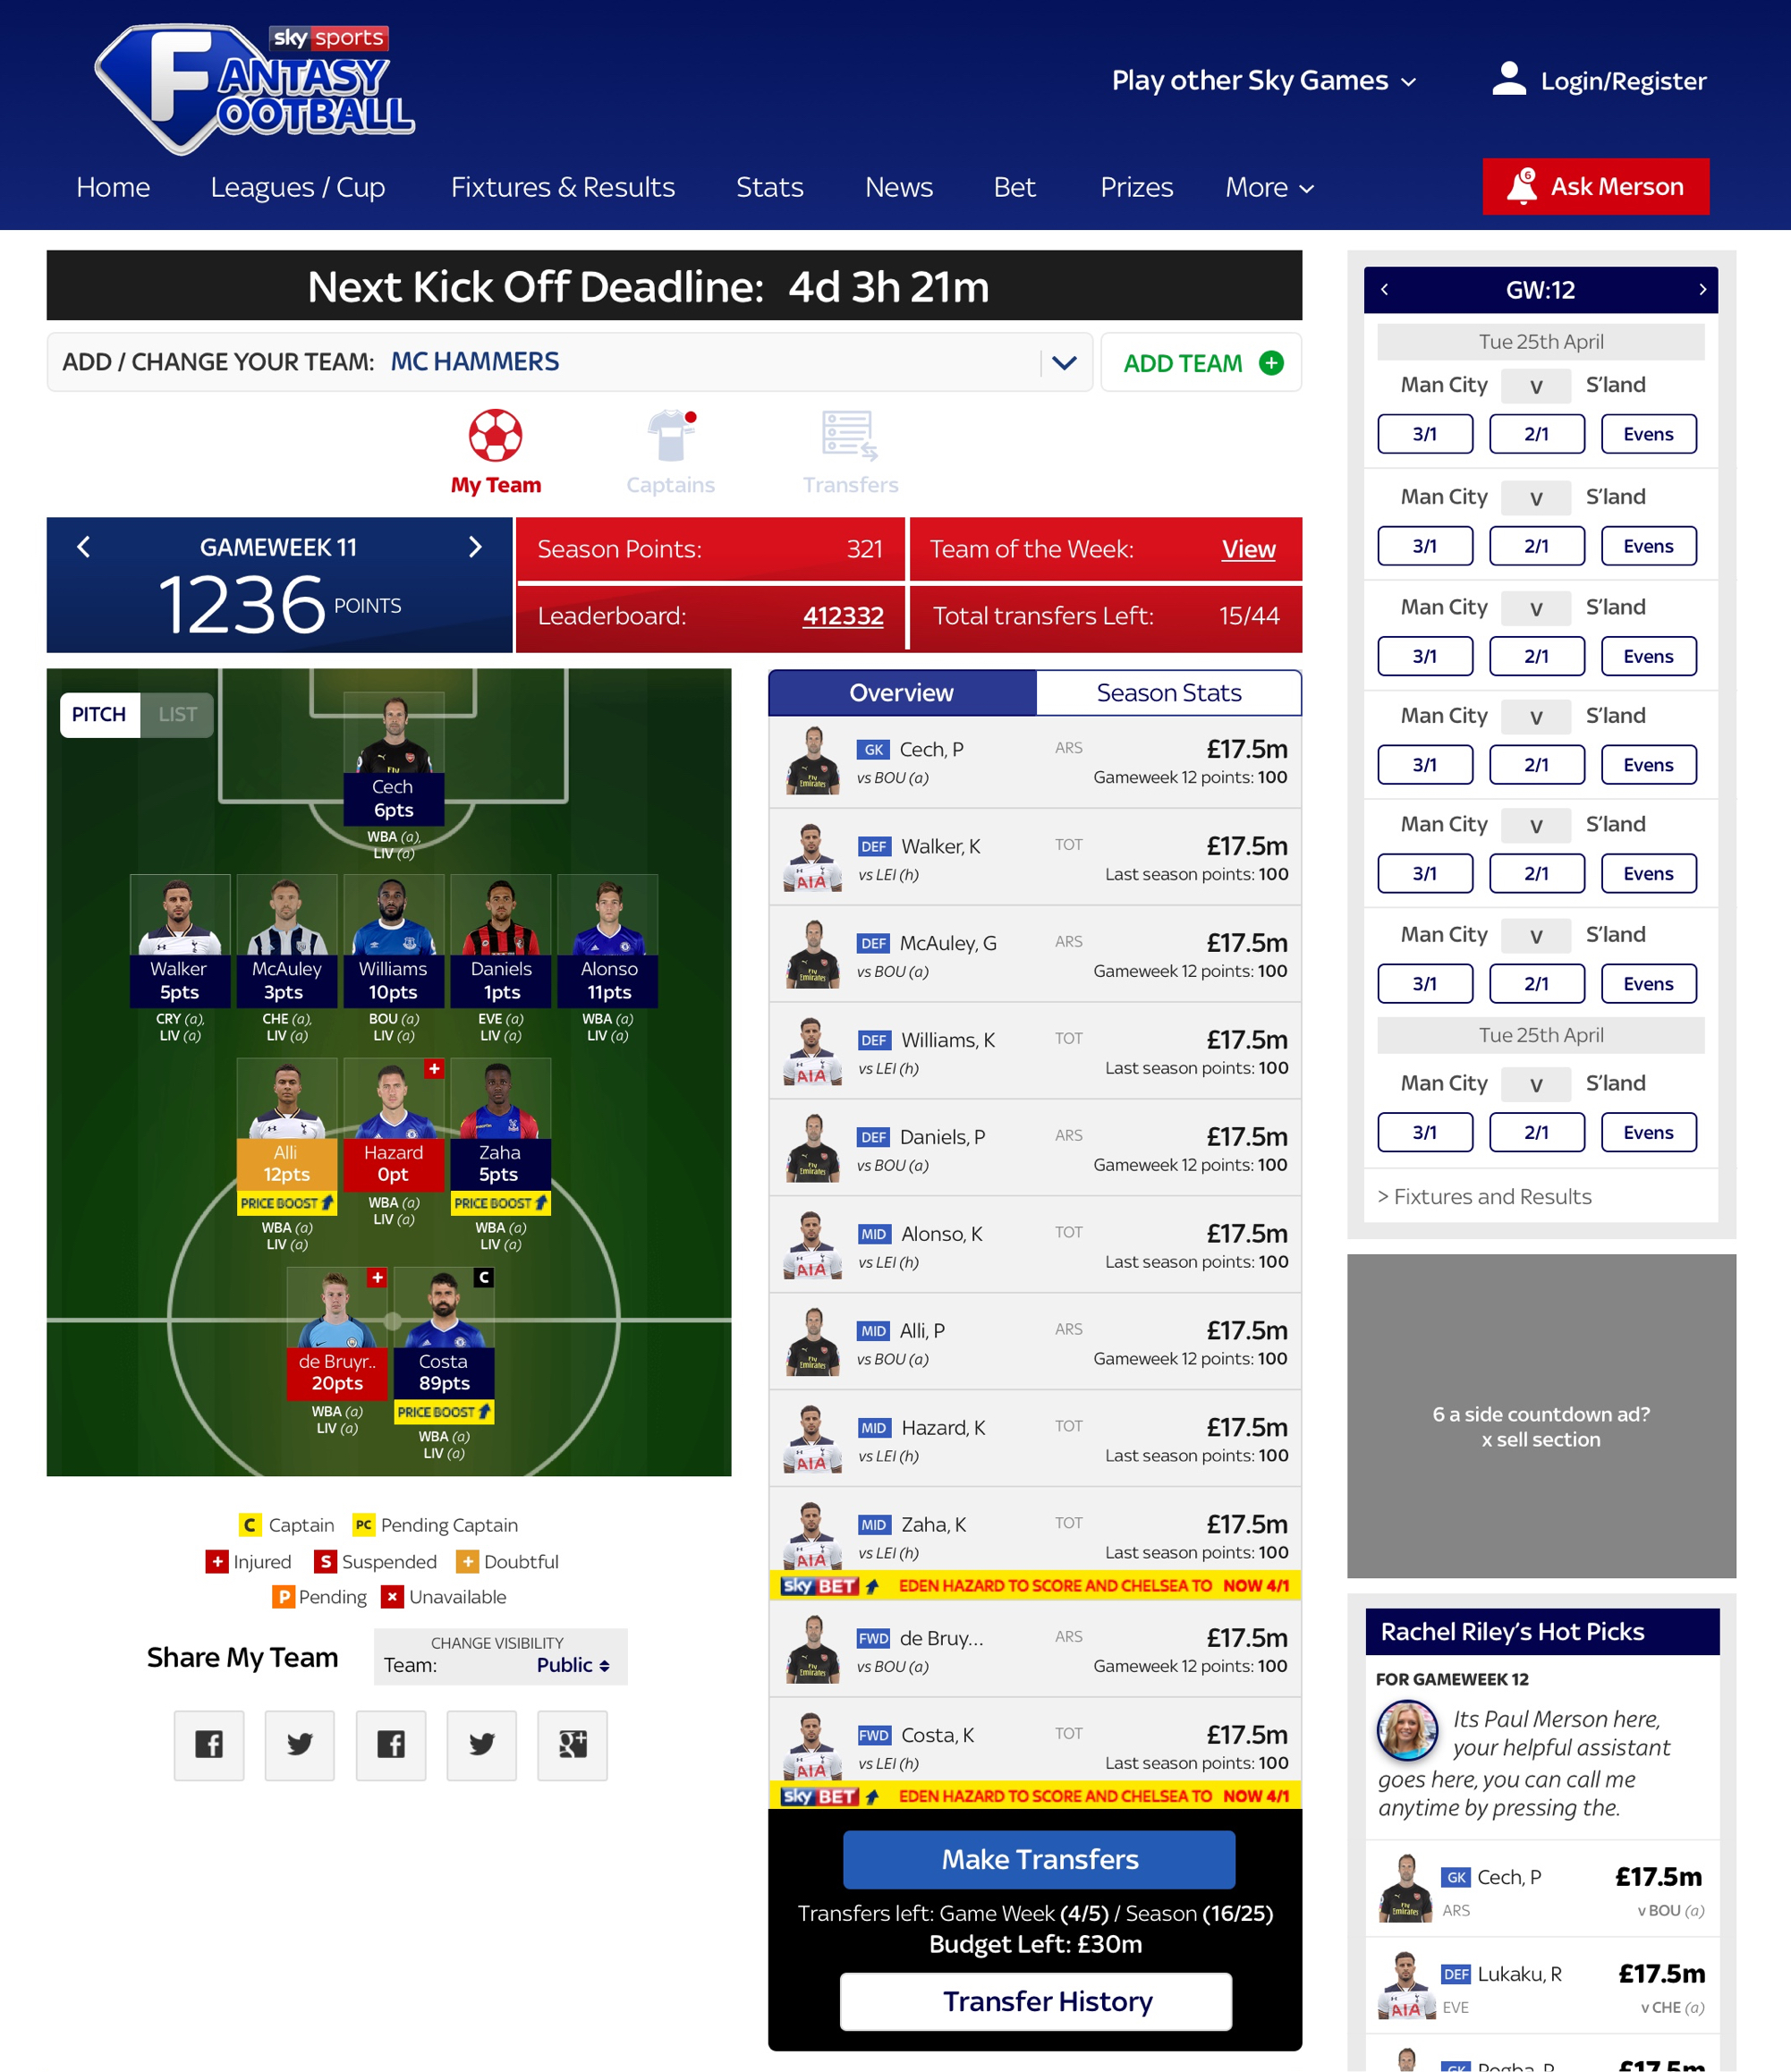 sky sports
FANTASY
FOOTBALL
Play other Sky Games
Login/Register
Home
Leagues / Cup
Fixtures & Results
Stats
News
Bet
Prizes
More
6
Ask Merson
Next Kick Off Deadline: 4d 3h 21m
ADD / CHANGE YOUR TEAM: MC HAMMERS
ADD TEAM
My Team
Captains
Transfers
GAMEWEEK 11
1236 POINTS
Season Points: 321
Team of the Week: View
Leaderboard: 412332
Total transfers Left: 15/44
PITCH
LIST
Fly
Cech
6pts
WBA (a),
LIV (a)
Walker
5pts
CRY (a),
LIV (a)
McAuley
3pts
CHE (a),
LIV (a)
Williams
10pts
BOU (a)
LIV (a)
Daniels
1pts
EVE (a)
LIV (a)
Alonso
11pts
WBA (a)
LIV (a)
Alli
12pts
PRICE BOOST
WBA (a)
LIV (a)
Hazard
0pt
WBA (a)
LIV (a)
Zaha
5pts
PRICE BOOST
WBA (a)
LIV (a)
de Bruyr..
20pts
WBA (a)
LIV (a)
C
Costa
89pts
PRICE BOOST
WBA (a)
LIV (a)
C Captain
PC Pending Captain
+ Injured
S Suspended
+ Doubtful
P Pending
x Unavailable
Share My Team
CHANGE VISIBILITY
Team: Public
Overview
Season Stats
GK Cech, P ARS £17.5m
vs BOU (a) Gameweek 12 points: 100
DEF Walker, K TOT £17.5m
vs LEI (h) Last season points: 100
DEF McAuley, G ARS £17.5m
vs BOU (a) Gameweek 12 points: 100
DEF Williams, K TOT £17.5m
vs LEI (h) Last season points: 100
DEF Daniels, P ARS £17.5m
vs BOU (a) Gameweek 12 points: 100
MID Alonso, K TOT £17.5m
vs LEI (h) Last season points: 100
MID Alli, P ARS £17.5m
vs BOU (a) Gameweek 12 points: 100
MID Hazard, K TOT £17.5m
vs LEI (h) Last season points: 100
MID Zaha, K TOT £17.5m
vs LEI (h) Last season points: 100
sky BET EDEN HAZARD TO SCORE AND CHELSEA TO NOW 4/1
FWD de Bruy... ARS £17.5m
vs BOU (a) Gameweek 12 points: 100
FWD Costa, K TOT £17.5m
vs LEI (h) Last season points: 100
sky BET EDEN HAZARD TO SCORE AND CHELSEA TO NOW 4/1
Make Transfers
Transfers left: Game Week (4/5) / Season (16/25)
Budget Left: £30m
Transfer History
GW:12
Tue 25th April
Man City v S'land
3/1 2/1 Evens
Man City v S'land
3/1 2/1 Evens
Man City v S'land
3/1 2/1 Evens
Man City v S'land
3/1 2/1 Evens
Man City v S'land
3/1 2/1 Evens
Man City v S'land
3/1 2/1 Evens
Tue 25th April
Man City v S'land
3/1 2/1 Evens
> Fixtures and Results
6 a side countdown ad?
x sell section
Rachel Riley's Hot Picks
FOR GAMEWEEK 12
Its Paul Merson here,
your helpful assistant
goes here, you can call me
anytime by pressing the.
GK Cech, P £17.5m
ARS v BOU (a)
DEF Lukaku, R £17.5m
EVE v CHE (a)
GK Pogba, P £17.5m